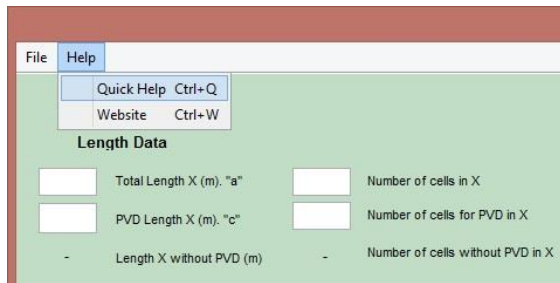 File Help
Quick Help Ctrl+Q
Website Ctrl+W
Length Data
Total Length X (m). "a" Number of cells in X
PVD Length X (m). "c" Number of cells for PVD in X
- Length X without PVD (m) - Number of cells without PVD in X